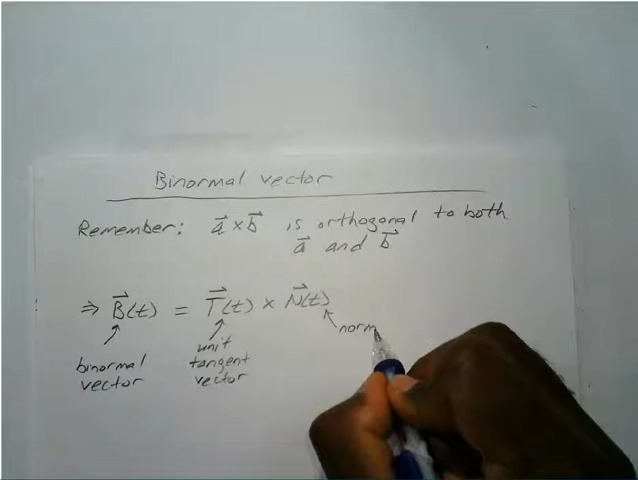 Binormal vector
Remember: a⃗ × b⃗ is orthogonal to both
a⃗ and b⃗
⇒ B⃗(t) = T⃗(t) × N⃗(t)
norm
binormal
vector
unit
tangent
vector